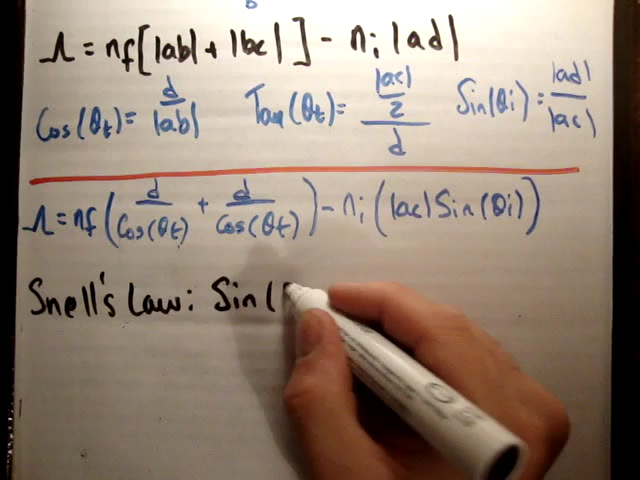 Λ = nf[|ab| + |bc|] - ni|ad|
Cos(θt) = d/|ab| Tan(θt) = (|ac|/2)/d Sin(θi) = |ad|/|ac|
Λ = nf(d/Cos(θt) + d/Cos(θt)) - ni(|ac|Sin(θi))
Snell's Law: Sin(